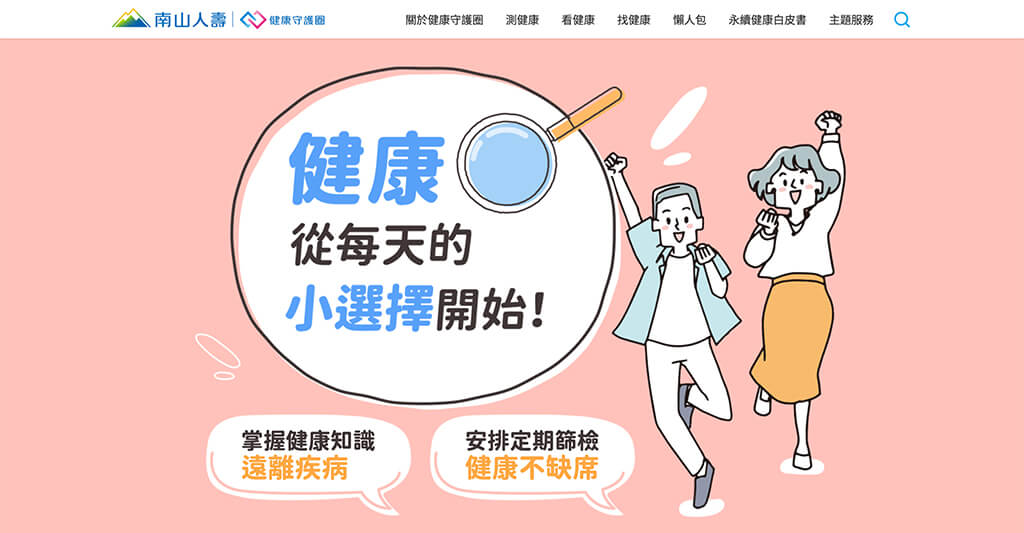 南山人壽 健康守護圈 關於健康守護圈 測健康 看健康 找健康 懶人包 永續健康白皮書 主題服務
健康
從每天的
小選擇開始!
掌握健康知識
遠離疾病
安排定期篩檢
健康不缺席